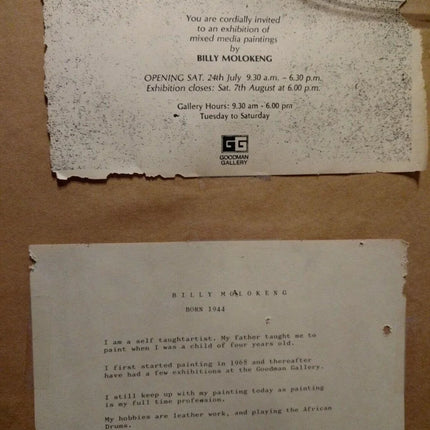 You are cordially invited
to an exhibition of
mixed media paintings
by
BILLY MOLOKENG
OPENING SAT. 24th July 9.30 a.m. – 6.30 p.m.
Exhibition closes: Sat. 7th August at 6.00 p.m.
Gallery Hours: 9.30 am - 6.00 pm
Tuesday to Saturday
GG
GOODMAN
GALLERY
BILLY MOLOKENG
BORN 1944
I am a self taughtartist. My father taught me to
paint when I was a child of four years old.
I first started painting in 1968 and thereafter
have had a few exhibitions at the Goodman Gallery.
I still keep up with my painting today as painting
is my full time profession.
My hobbies are leather work, and playing the African
Drums.